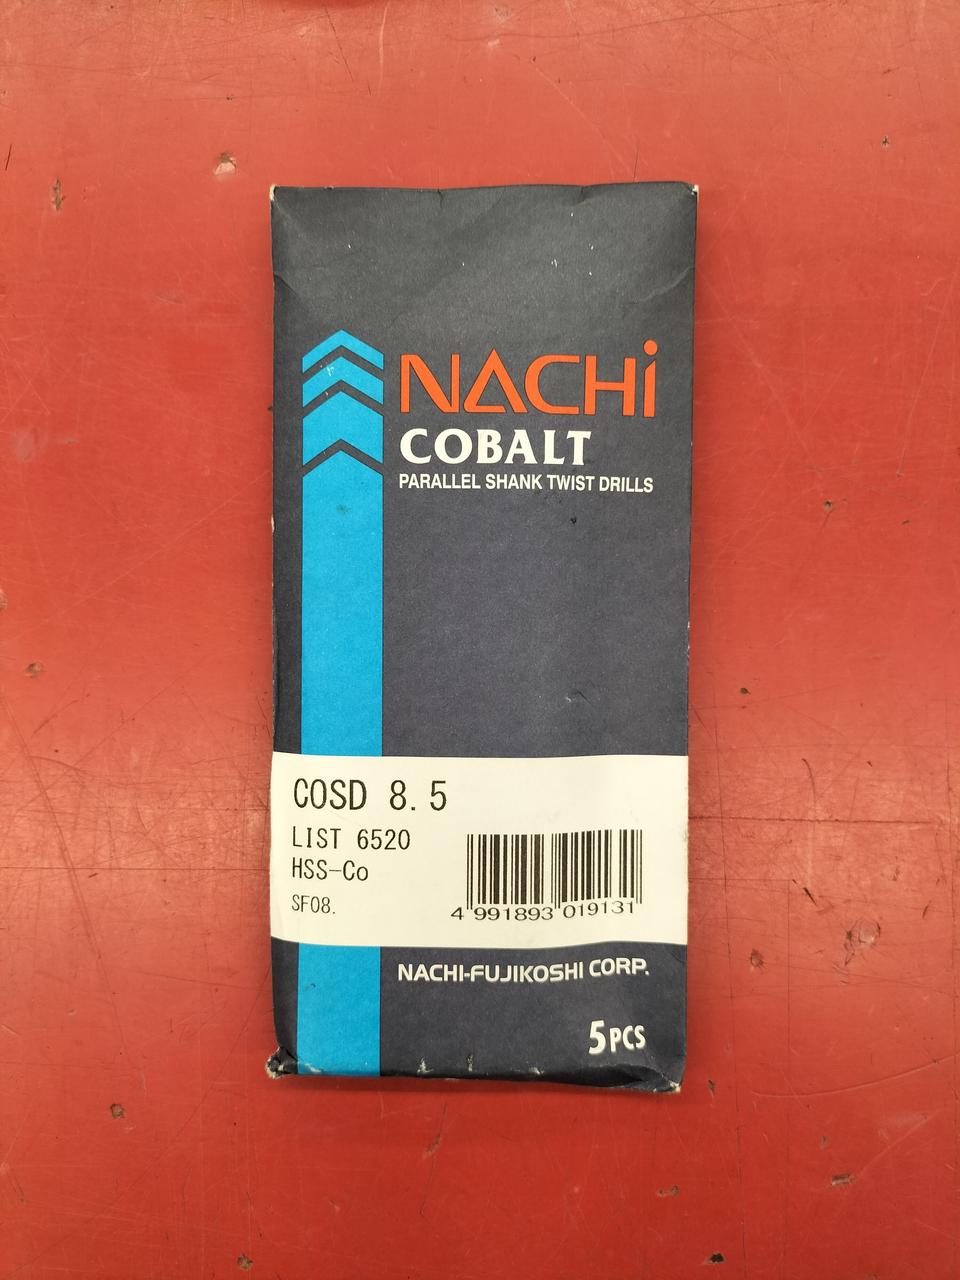 NACHi
COBALT
PARALLEL SHANK TWIST DRILLS
COSD 8.5
LIST 6520
HSS-Co
SF08.
4 991893 019131
NACHI-FUJIKOSHI CORP.
5PCS